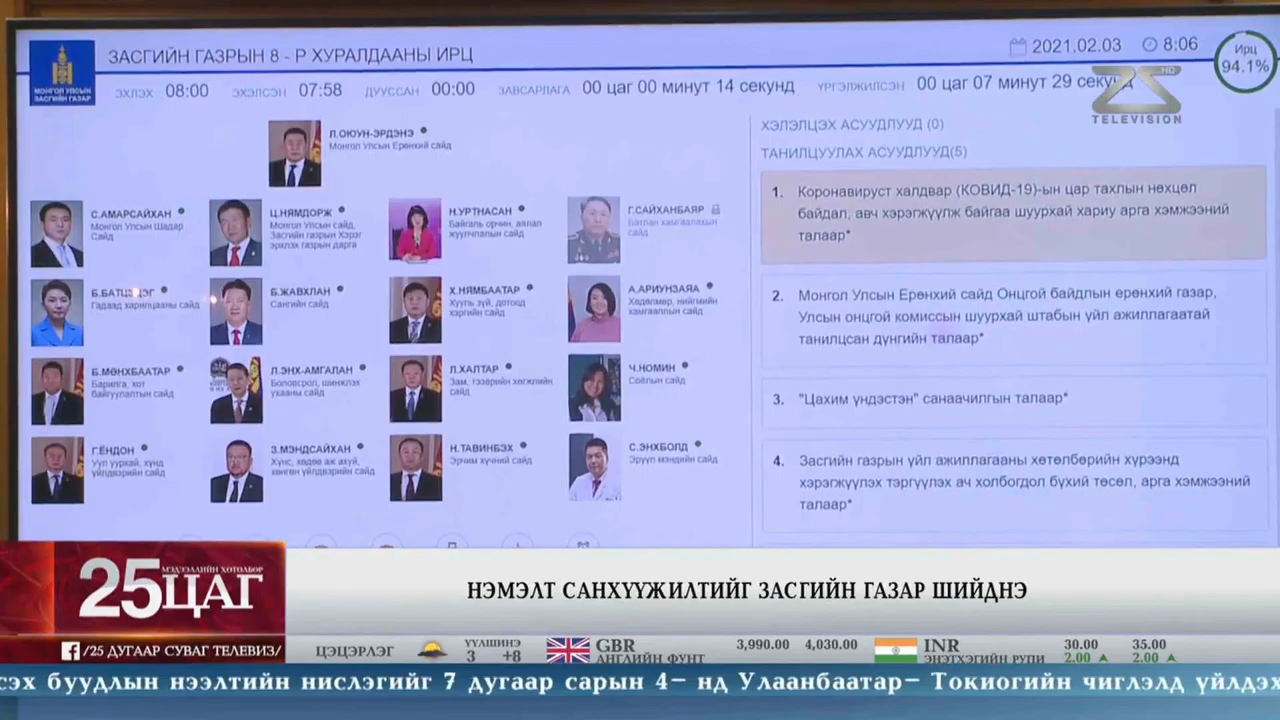 МОНГОЛ УЛСЫН
ЗАСГИЙН ГАЗАР
ЗАСГИЙН ГАЗРЫН 8 - Р ХУРАЛДААНЫ ИРЦ
2021.02.03 8:06
Ирц
94.1%
ЭХЛЭХ 08:00 ЭХЭЛСЭН 07:58 ДУУССАН 00:00 ЗАВСАРЛАГА 00 цаг 00 минут 14 секунд ҮРГЭЛЖИЛСЭН 00 цаг 07 минут 29
25 HD
TELEVISION
Л.ОЮУН-ЭРДЭНЭ
Монгол Улсын Ерөнхий сайд
С.АМАРСАЙХАН
Монгол Улсын Шадар
Сайд
Ц.НЯМДОРЖ
Монгол Улсын сайд,
Засгийн газрын Хэрэг
эрхлэх газрын дарга
Н.УРТНАСАН
Байгаль орчин, аялал
жуулчлалын сайд
Г.САЙХАНБАЯР
Батлан хамгаалахын
сайд
Гадаад харилцааны сайд
Б.ЖАВХЛАН
Сангийн сайд
Х.НЯМБААТАР
Хууль зүй, дотоод
хэргийн сайд
А.АРИУНЗАЯА
Хөдөлмөр, нийгмийн
хамгааллын сайд
Б.МӨНХБААТАР
Барилга, хот
байгуулалтын сайд
Л.ЭНХ-АМГАЛАН
Боловсрол, шинжлэх
ухааны сайд
Л.ХАЛТАР
Зам, тээврийн хөгжлийн
сайд
Ч.НОМИН
Соёлын сайд
Г.ЁНДОН
Уул уурхай, хүнд
үйлдвэрийн сайд
З.МЭНДСАЙХАН
Хүнс, хөдөө аж ахуй,
хөнгөн үйлдвэрийн сайд
Н.ТАВИНБЭХ
Эрчим хүчний сайд
С.ЭНХБОЛД
Эрүүл мэндийн сайд
ХЭЛЭЛЦЭХ АСУУДЛУУД (0)
ТАНИЛЦУУЛАХ АСУУДЛУУД(5)
1. Коронавируст халдвар (КОВИД-19)-ын цар тахлын нөхцөл
байдал, авч хэрэгжүүлж байгаа шуурхай хариу арга хэмжээний
талаар*
2. Монгол Улсын Ерөнхий сайд Онцгой байдлын ерөнхий газар,
Улсын онцгой комиссын шуурхай штабын үйл ажиллагаатай
танилцсан дүнгийн талаар*
3. "Цахим үндэстэн" санаачилгын талаар*
4. Засгийн газрын үйл ажиллагааны хөтөлбөрийн хүрээнд
хэрэгжүүлэх тэргүүлэх ач холбогдол бүхий төсөл, арга хэмжээний
талаар*
МЭДЭЭЛЛИЙН ХӨТӨЛБӨР
25ЦАГ
НЭМЭЛТ САНХҮҮЖИЛТИЙГ ЗАСГИЙН ГАЗАР ШИЙДНЭ
/25 ДУГААР СУВАГ ТЕЛЕВИЗ/
ЦЭЦЭРЛЭГ ҮҮЛШИНЭ 3 +8
GBR АНГЛИЙН ФУНТ 3,990.00 4,030.00
INR ЭНЭТХЭГИЙН РУПИ 30.00 2.00 35.00 2.00
сэх буудлын нээлтийн нислэгийг 7 дугаар сарын 4- нд Улаанбаатар- Токиогийн чиглэлд үйлдэх